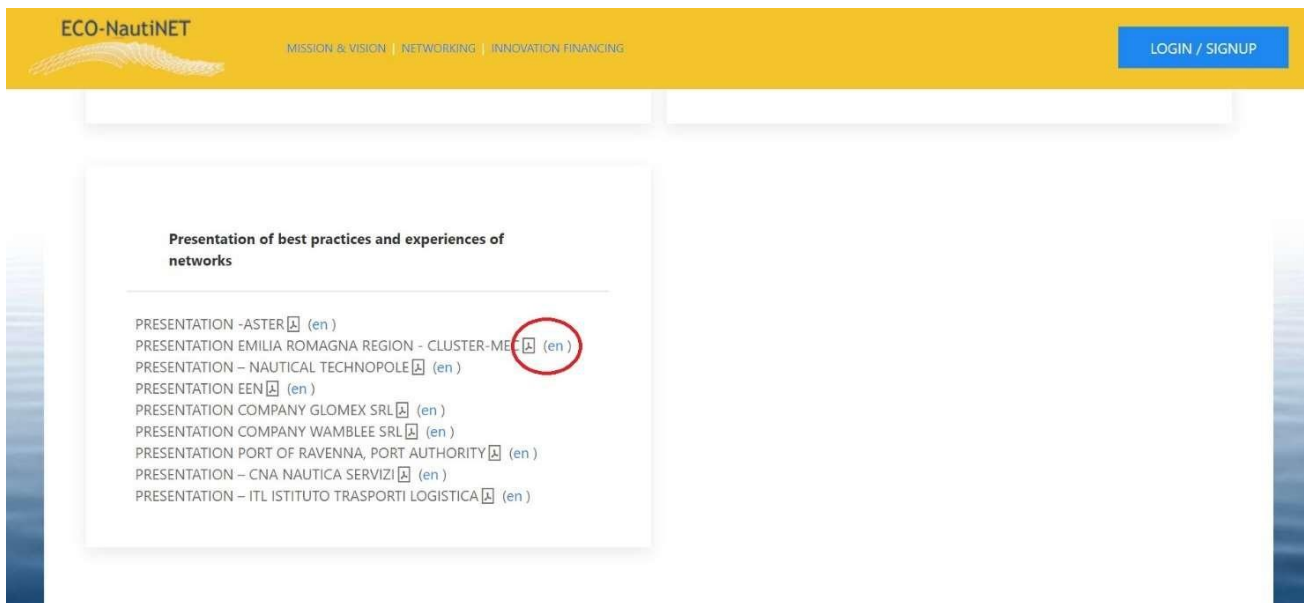 ECO-NautiNET
MISSION & VISION | NETWORKING | INNOVATION FINANCING
LOGIN / SIGNUP
Presentation of best practices and experiences of
networks
PRESENTATION -ASTER (en )
PRESENTATION EMILIA ROMAGNA REGION - CLUSTER-MEC (en )
PRESENTATION – NAUTICAL TECHNOPOLE (en )
PRESENTATION EEN (en )
PRESENTATION COMPANY GLOMEX SRL (en )
PRESENTATION COMPANY WAMBLEE SRL (en )
PRESENTATION PORT OF RAVENNA, PORT AUTHORITY (en )
PRESENTATION – CNA NAUTICA SERVIZI (en )
PRESENTATION – ITL ISTITUTO TRASPORTI LOGISTICA (en )